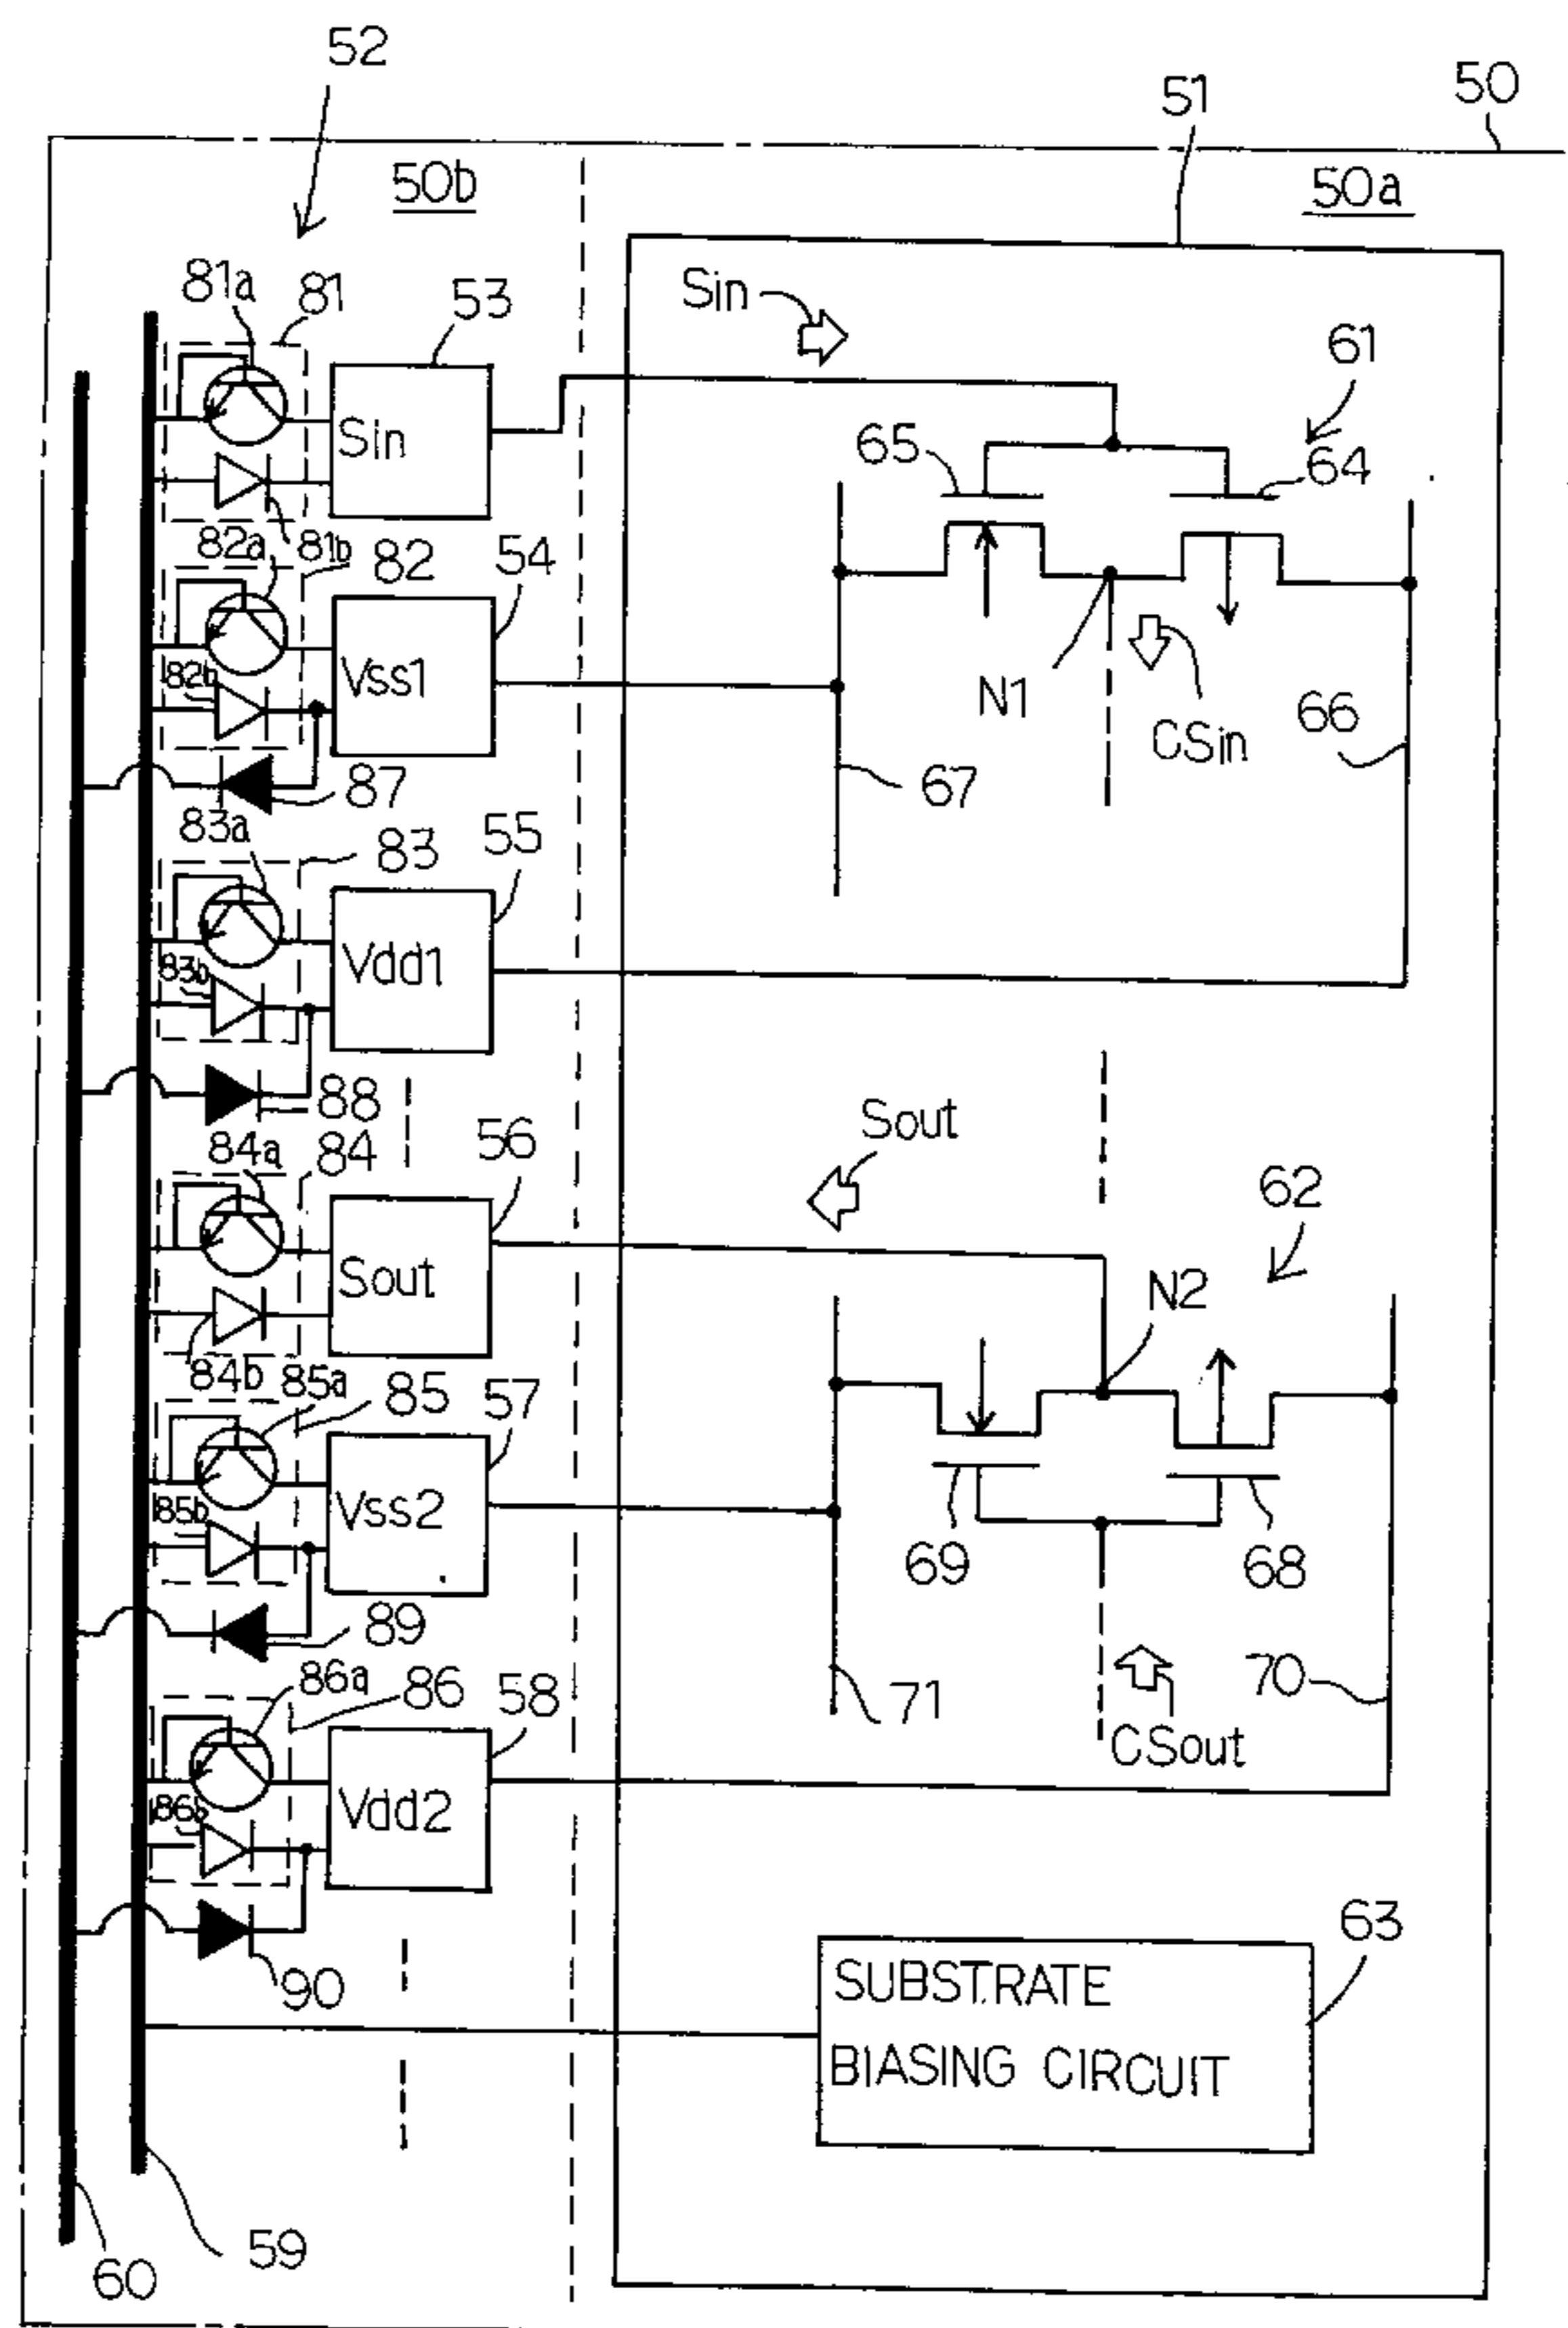 52
51
50
50b
50a
81a
81
53
Sin
Sin
61
65
64
82a
81b
82
54
82b
Vss1
N1
CSin
66
67
87
83a
83
55
83b
Vdd1
88
84a
84
56
Sout
62
Sout
N2
84b
85a
85
57
85b
Vss2
69
68
89
86a
86
58
71
70
CSout
86b
Vdd2
90
63
SUBSTRATE
BIASING CIRCUIT
59
60